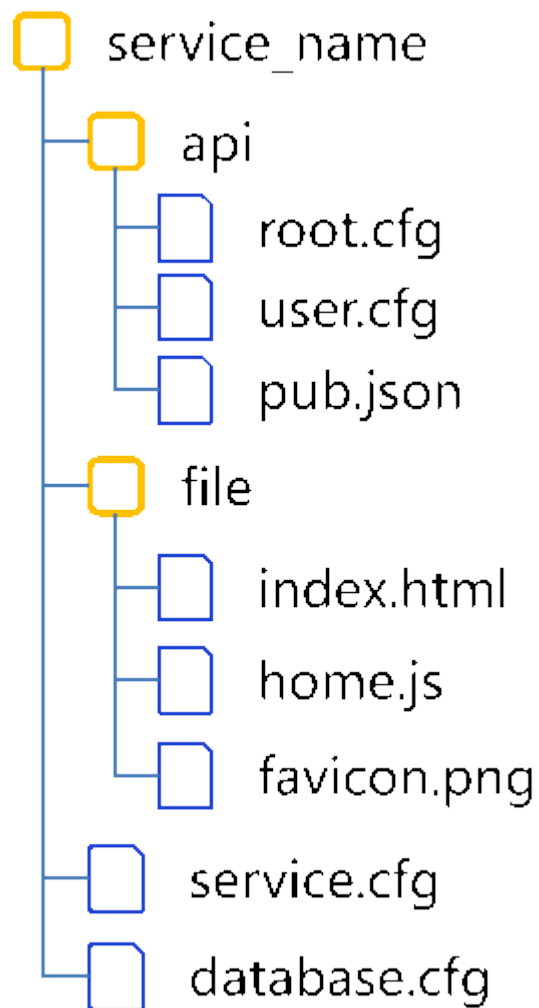 service_name
api
root.cfg
user.cfg
pub.json
file
index.html
home.js
favicon.png
service.cfg
database.cfg